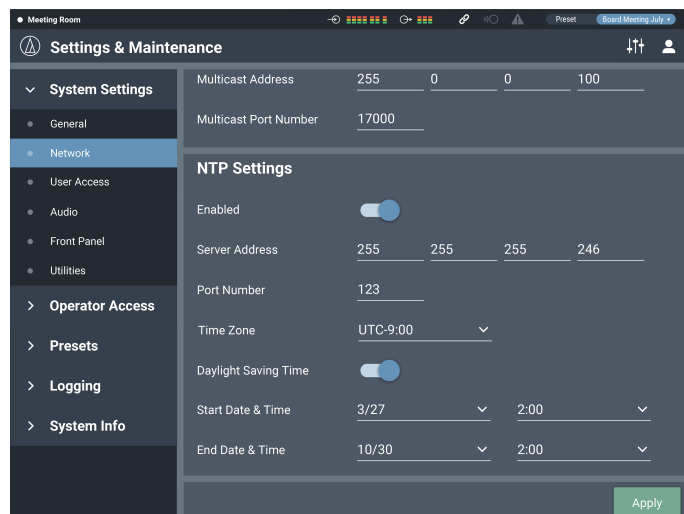 Meeting Room
Preset Board Meeting July
Settings & Maintenance
System Settings
General
Network
User Access
Audio
Front Panel
Utilities
Operator Access
Presets
Logging
System Info
Multicast Address 255 0 0 100
Multicast Port Number 17000
NTP Settings
Enabled
Server Address 255 255 255 246
Port Number 123
Time Zone UTC-9:00
Daylight Saving Time
Start Date & Time 3/27 2:00
End Date & Time 10/30 2:00
Apply